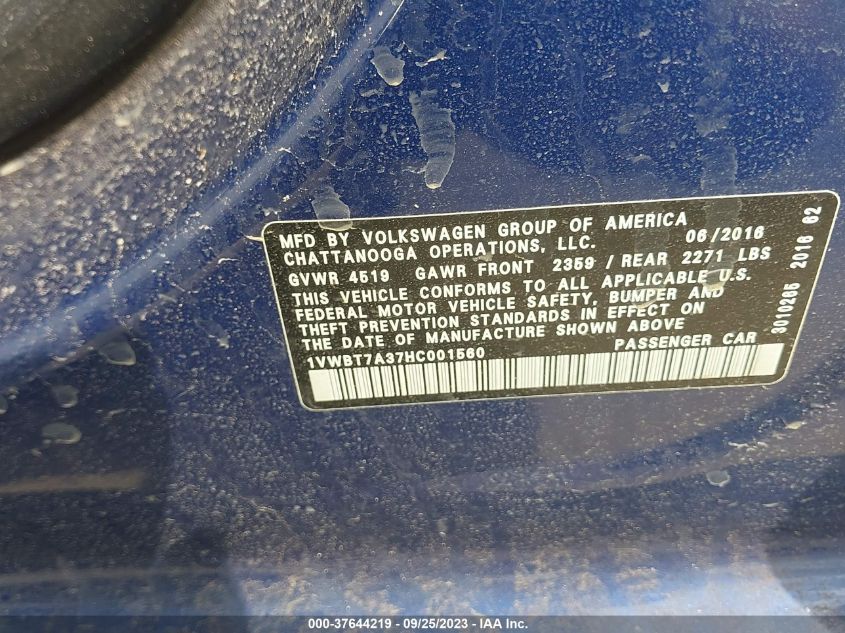 MFD BY VOLKSWAGEN GROUP OF AMERICA
CHATTANOOGA OPERATIONS, LLC. 06/2016
GVWR 4519 GAWR FRONT 2359 / REAR 2271 LBS
THIS VEHICLE CONFORMS TO ALL APPLICABLE U.S.
FEDERAL MOTOR VEHICLE SAFETY, BUMPER AND
THEFT PREVENTION STANDARDS IN EFFECT ON
THE DATE OF MANUFACTURE SHOWN ABOVE
1VWBT7A37HC001560 PASSENGER CAR
3010286 2016 62
000-37644219 - 09/25/2023 - IAA Inc.